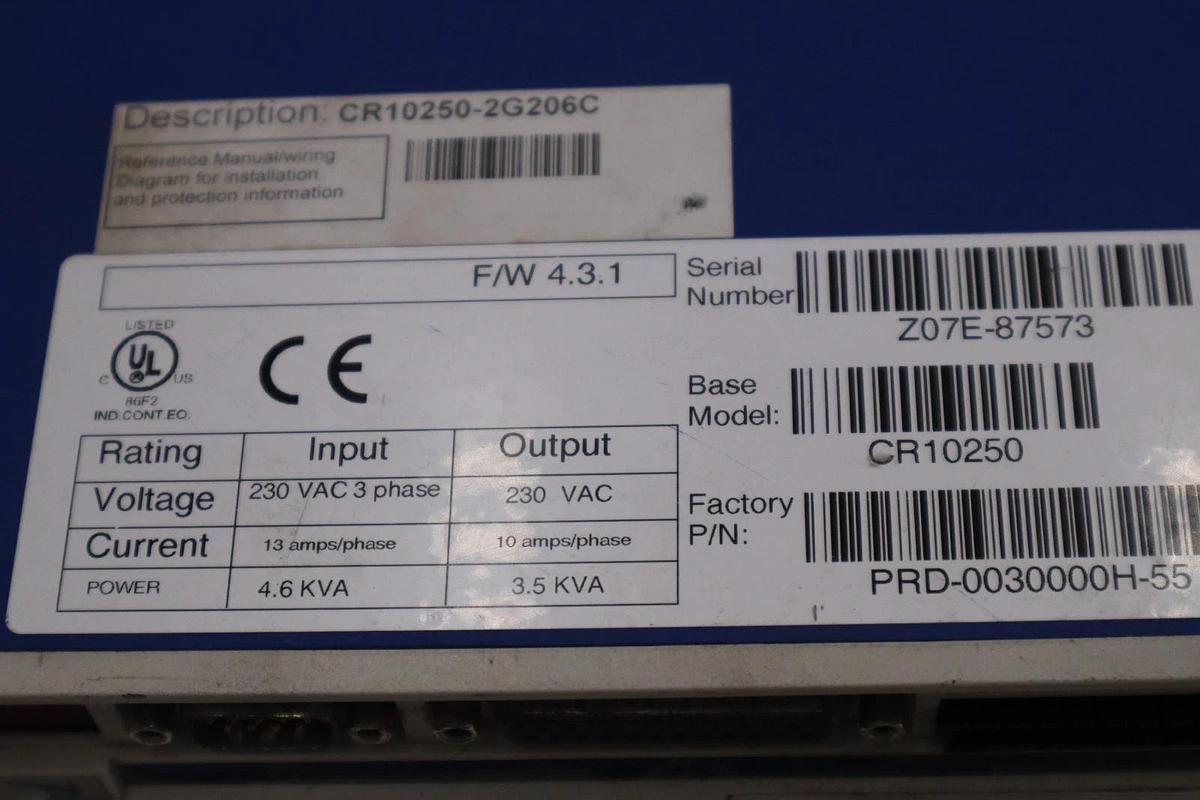 Description: CR10250-2G206C
Reference Manual/wiring
Diagram for installation
and protection information
F/W 4.3.1
LISTED
UL
C US
86F2
IND.CONT.EQ.
CE
Rating Input Output
Voltage 230 VAC 3 phase 230 VAC
Current 13 amps/phase 10 amps/phase
POWER 4.6 KVA 3.5 KVA
Serial
Number
Z07E-87573
Base
Model:
CR10250
Factory
P/N:
PRD-0030000H-55